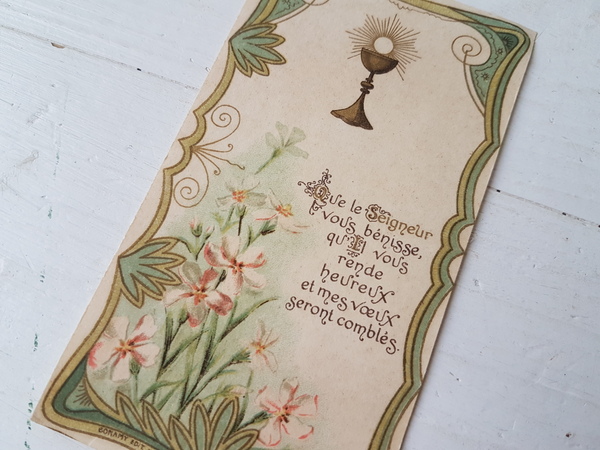 Que le Seigneur
vous bénisse,
qu'Il vous
rende
heureux
et mes vœux
seront comblés.